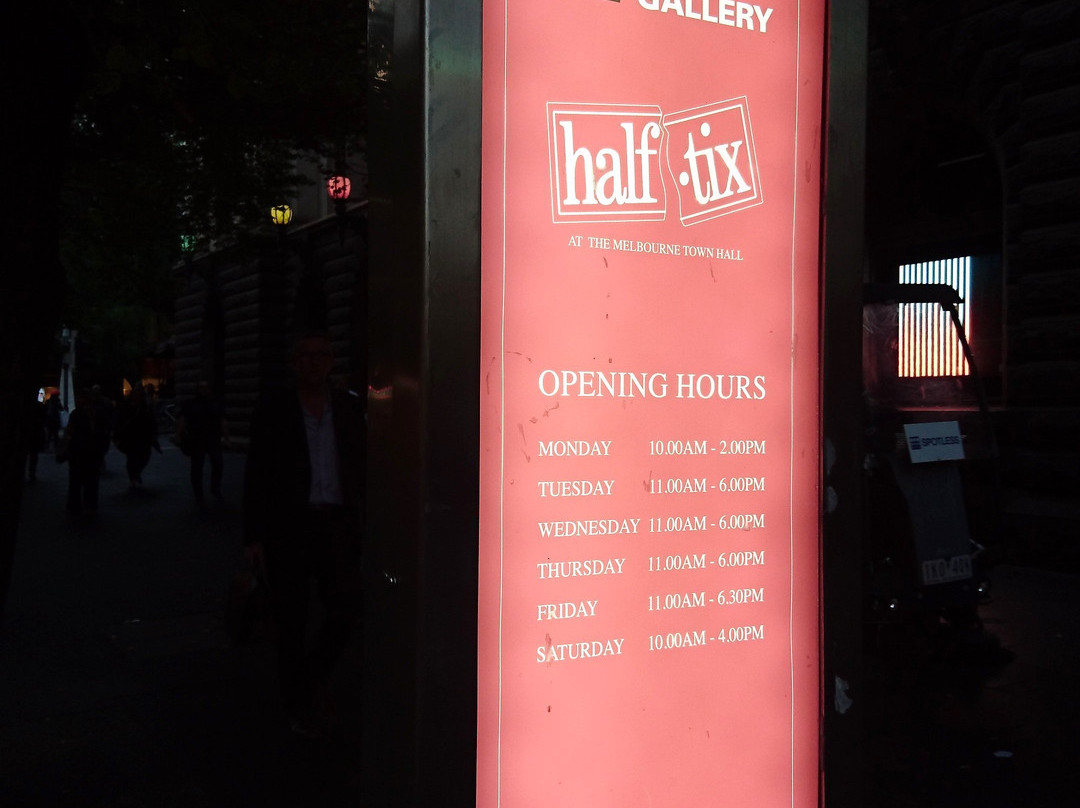 GALLERY
half·tix
AT THE MELBOURNE TOWN HALL
OPENING HOURS
MONDAY 10.00AM - 2.00PM
TUESDAY 11.00AM - 6.00PM
WEDNESDAY 11.00AM - 6.00PM
THURSDAY 11.00AM - 6.00PM
FRIDAY 11.00AM - 6.30PM
SATURDAY 10.00AM - 4.00PM
SPOTLESS